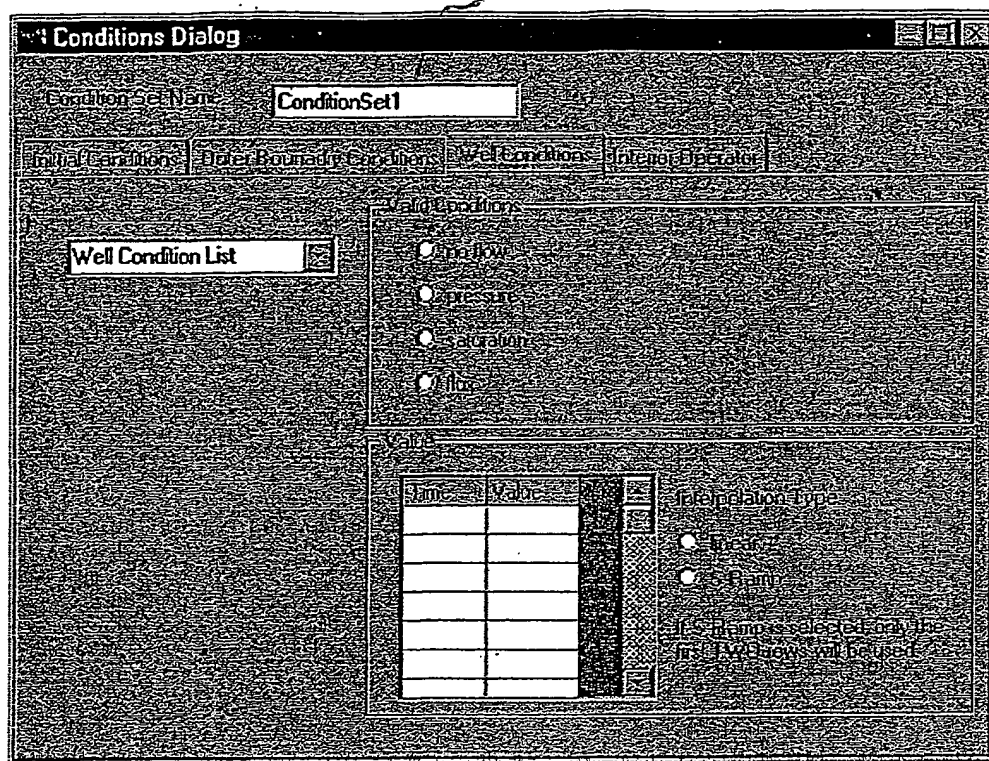 Conditions Dialog
Condition Set Name ConditionSet1
Initial Conditions Outer Boundary Conditions Well Conditions Interior Operator
Valid Conditions
Well Condition List
no flow
pressure
saturation
flux
Value
Time Value
Interpolation Type
linear
S-Ramp
If S-Ramp is selected, only the
first TWO rows will be used.